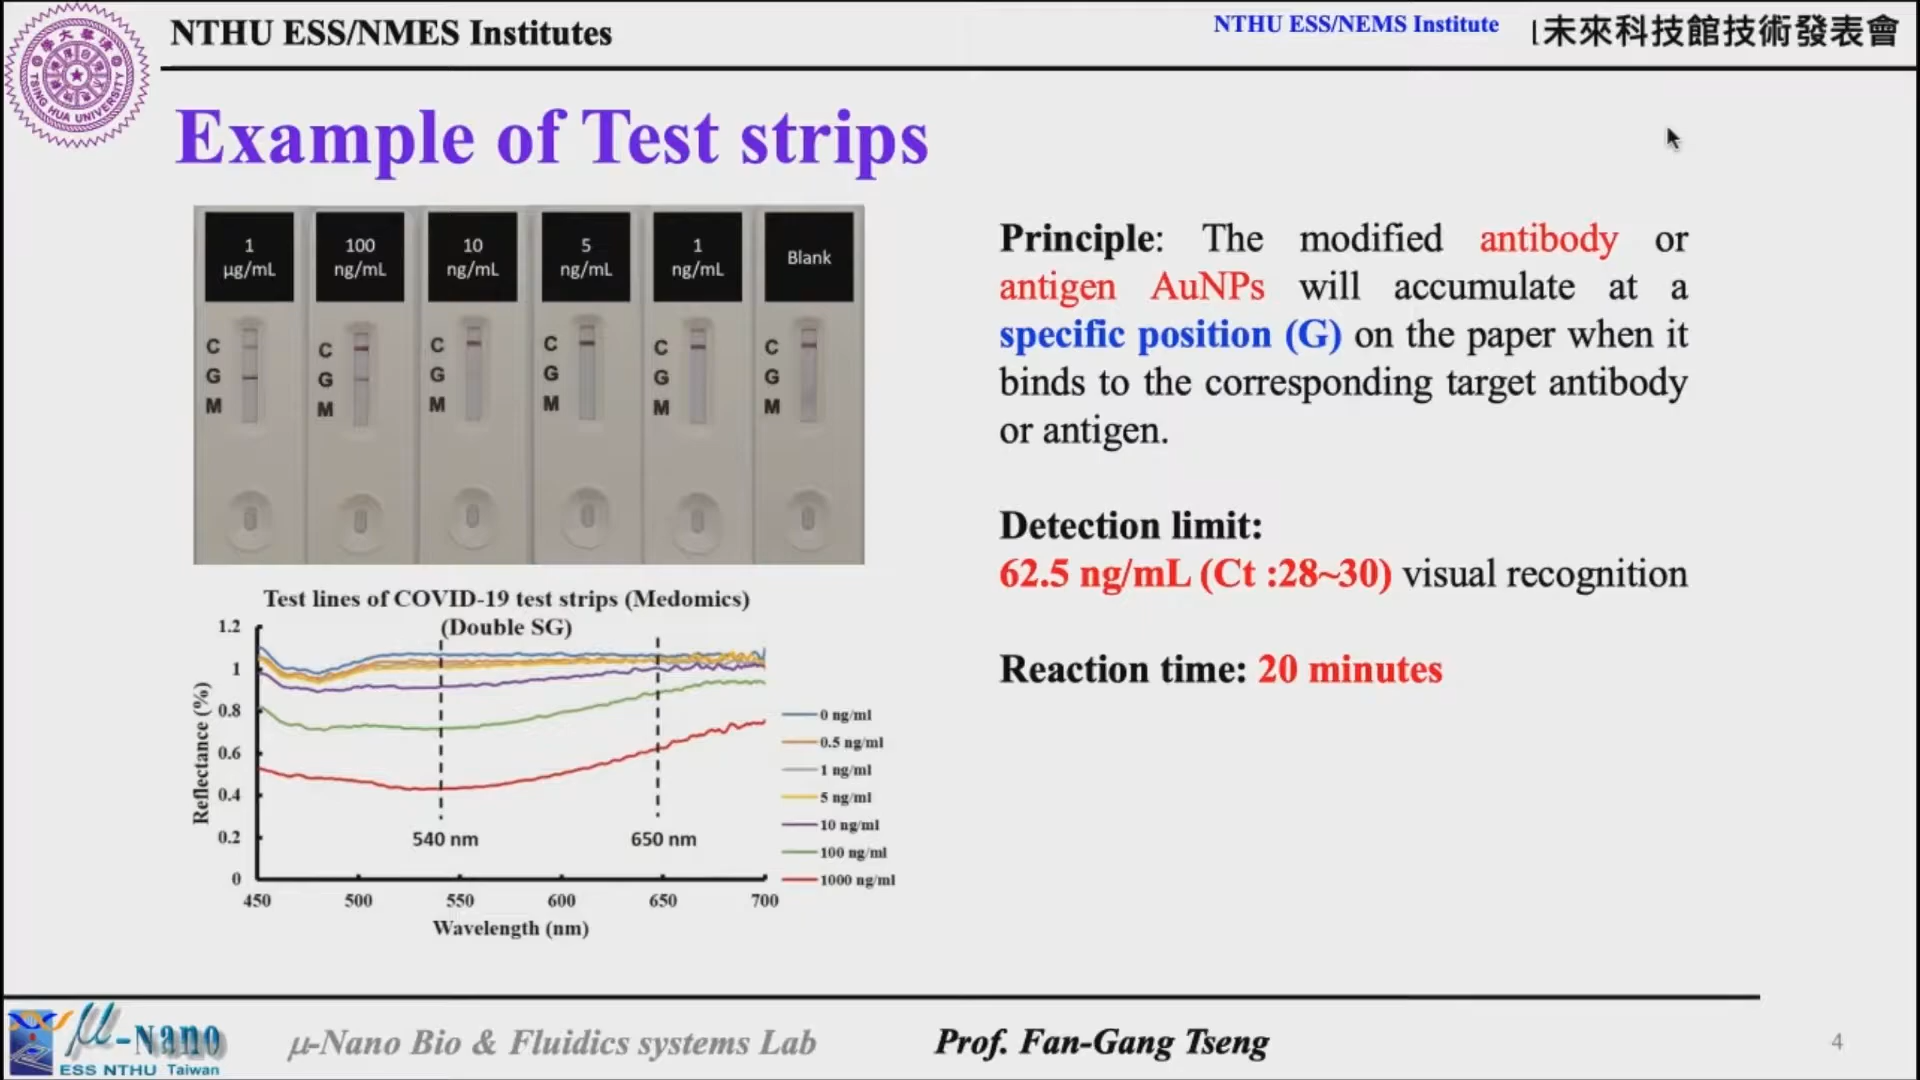 NTHU ESS/NMES Institutes
NTHU ESS/NEMS Institute
未來科技館技術發表會
TSING HUA UNIVERSITY
Example of Test strips
1 µg/mL
100 ng/mL
10 ng/mL
5 ng/mL
1 ng/mL
Blank
C C C C C C
G G G G G G
M M M M M M
Principle: The modified antibody or
antigen AuNPs will accumulate at a
specific position (G) on the paper when it
binds to the corresponding target antibody
or antigen.
Detection limit:
62.5 ng/mL (Ct :28~30) visual recognition
Reaction time: 20 minutes
Test lines of COVID-19 test strips (Medomics)
(Double SG)
Reflectance (%)
1.2
1
0.8
0.6
0.4
0.2
0
540 nm
650 nm
450 500 550 600 650 700
Wavelength (nm)
0 ng/ml
0.5 ng/ml
1 ng/ml
5 ng/ml
10 ng/ml
100 ng/ml
1000 ng/ml
µ-Nano
ESS NTHU Taiwan
µ-Nano Bio & Fluidics systems Lab
Prof. Fan-Gang Tseng
4